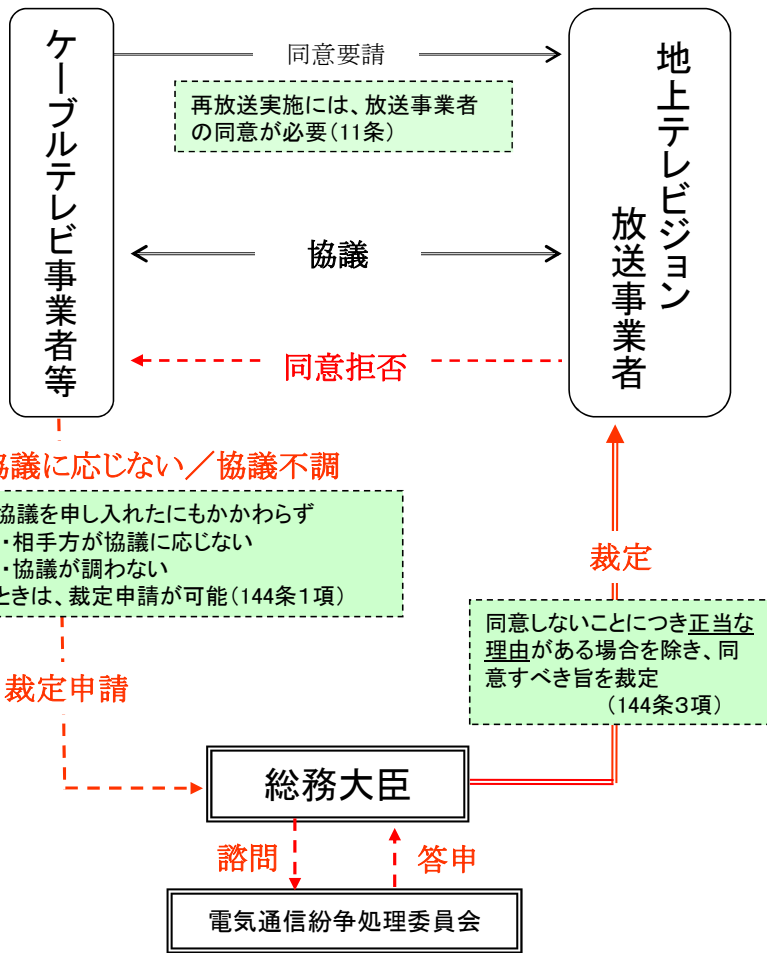 ケーブルテレビ事業者等
同意要請
地上テレビジョン
放送事業者
再放送実施には、放送事業者
の同意が必要(11条)
協議
同意拒否
協議に応じない／協議不調
協議を申し入れたにもかかわらず
・相手方が協議に応じない
・協議が調わない
ときは、裁定申請が可能(144条1項)
裁定
同意しないことにつき正当な
理由がある場合を除き、同
意すべき旨を裁定
(144条３項)
裁定申請
総務大臣
諮問
答申
電気通信紛争処理委員会